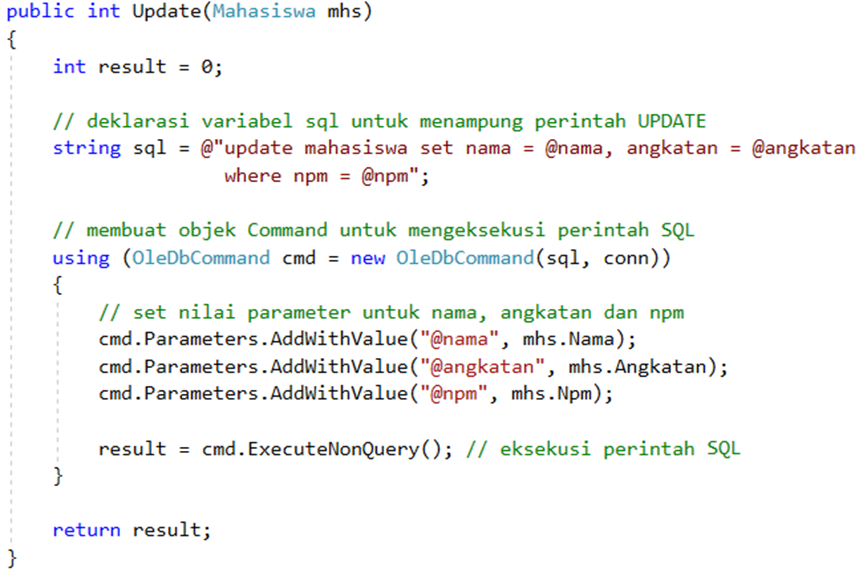 public int Update(Mahasiswa mhs)
{
int result = 0;
// deklarasi variabel sql untuk menampung perintah UPDATE
string sql = @"update mahasiswa set nama = @nama, angkatan = @angkatan
where npm = @npm";
// membuat objek Command untuk mengeksekusi perintah SQL
using (OleDbCommand cmd = new OleDbCommand(sql, conn))
{
// set nilai parameter untuk nama, angkatan dan npm
cmd.Parameters.AddWithValue("@nama", mhs.Nama);
cmd.Parameters.AddWithValue("@angkatan", mhs.Angkatan);
cmd.Parameters.AddWithValue("@npm", mhs.Npm);
result = cmd.ExecuteNonQuery(); // eksekusi perintah SQL
}
return result;
}